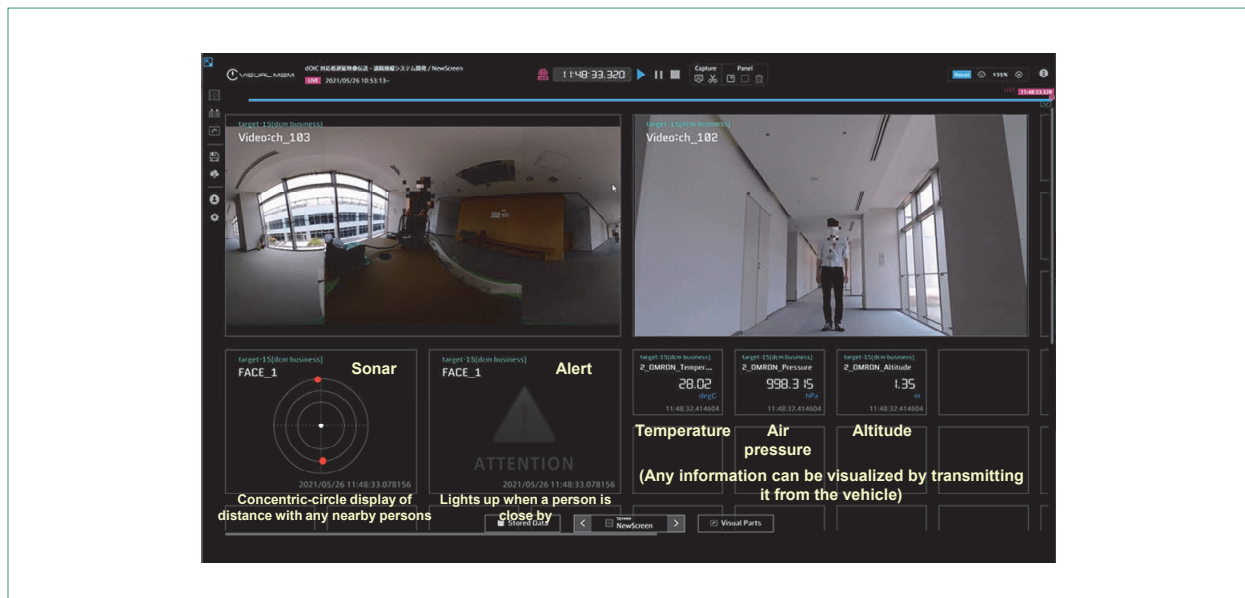 VISUAL M2M
dOIC 対応低遅延映像伝送・遠隔操縦システム開発 / NewScreen
LIVE 2021/05/26 10:53:13~
11:48:33.320
Capture
Panel
Reset
135%
LIVE 11:48:33.320
target-15(dcm business)
Video:ch_103
target-15(dcm business)
Video:ch_102
target-15(dcm business)
FACE_1
Sonar
2021/05/26 11:48:33.078156
Concentric-circle display of
distance with any nearby persons
target-15(dcm business)
FACE_1
Alert
ATTENTION
2021/05/26 11:48:33.078156
Lights up when a person is
close by
target-15(dcm business)
2_OMRON_Temper...
28.02
degC
11:48:32.414604
Temperature
target-15(dcm business)
2_OMRON_Pressure
998.315
hPa
11:48:32.414604
Air
pressure
target-15(dcm business)
2_OMRON_Altitude
1.35
m
11:48:32.414604
Altitude
(Any information can be visualized by transmitting
it from the vehicle)
Stored Data
Screen
NewScreen
Visual Parts